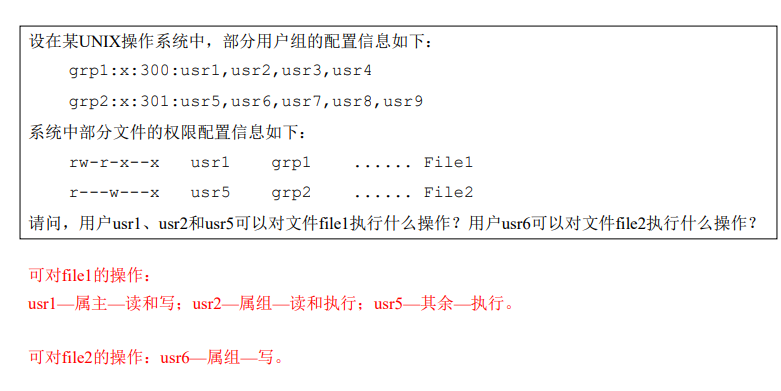 设在某UNIX操作系统中，部分用户组的配置信息如下：
grp1:x:300:usr1,usr2,usr3,usr4
grp2:x:301:usr5,usr6,usr7,usr8,usr9
系统中部分文件的权限配置信息如下：
rw-r-x--x usr1 grp1 ...... File1
r---w---x usr5 grp2 ...... File2
请问，用户usr1、usr2和usr5可以对文件file1执行什么操作？用户usr6可以对文件file2执行什么操作？
可对file1的操作：
usr1—属主—读和写；usr2—属组—读和执行；usr5—其余—执行。
可对file2的操作：usr6—属组—写。